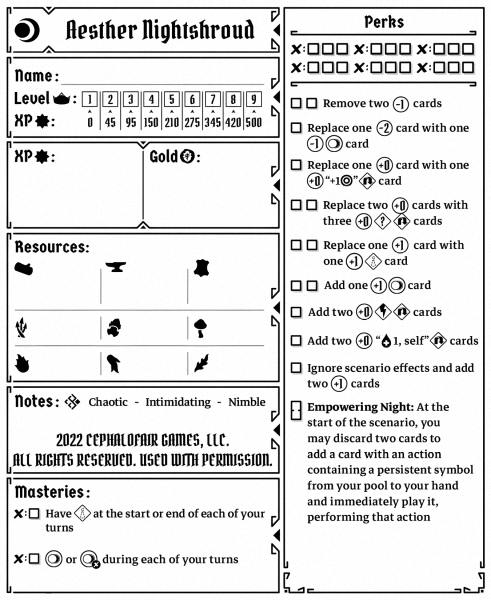 Aesther Nightshroud
Name:
Level : 1 2 3 4 5 6 7 8 9
XP : 0 45 95 150 210 275 345 420 500
XP : Gold :
Resources:
Notes: Chaotic - Intimidating - Nimble
2022 CEPHALOFAIR GAMES, LLC.
ALL RIGHTS RESERVED. USED WITH PERMISSION.
Masteries:
Have at the start or end of each of your
turns
or during each of your turns
Perks
Remove two -1 cards
Replace one -2 card with one
-1 card
Replace one +0 card with one
+0 "+1" card
Replace two +0 cards with
three +0 ? cards
Replace one +1 card with
one +1 card
Add one +1 card
Add two +0 cards
Add two +0 "1, self" cards
Ignore scenario effects and add
two +1 cards
Empowering Night: At the
start of the scenario, you
may discard two cards to
add a card with an action
containing a persistent symbol
from your pool to your hand
and immediately play it,
performing that action